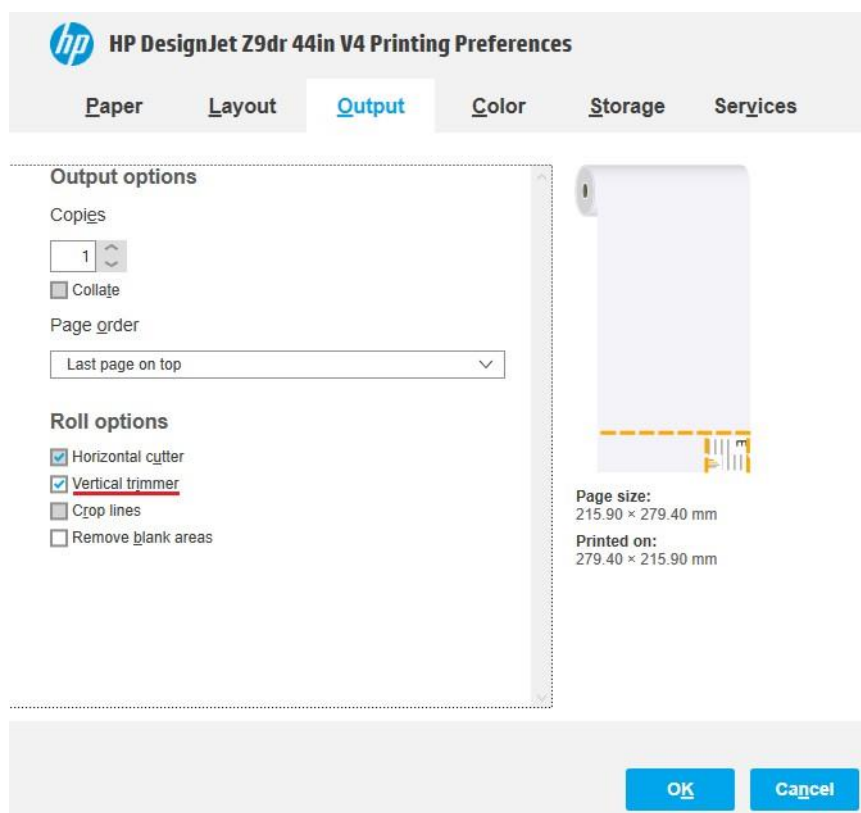 hp HP DesignJet Z9dr 44in V4 Printing Preferences
Paper Layout Output Color Storage Services
Output options
Copies
1
Collate
Page order
Last page on top
Roll options
Horizontal cutter
Vertical trimmer
Crop lines
Remove blank areas
E
Page size:
215.90 × 279.40 mm
Printed on:
279.40 × 215.90 mm
OK Cancel